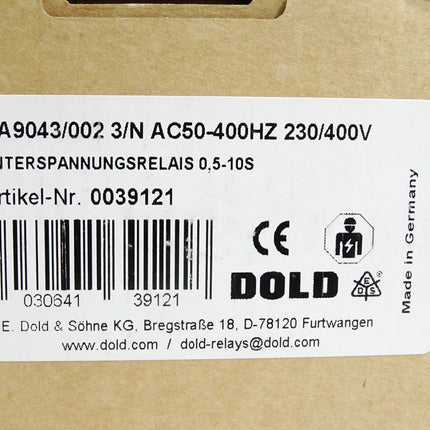 A9043/002 3/N AC50-400HZ 230/400V
NTERSPANNUNGSRELAIS 0,5-10S
rtikel-Nr. 0039121
CE
030641 39121
DOLD
E D S
E. Dold & Söhne KG, Bregstraße 18, D-78120 Furtwangen
www.dold.com / dold-relays@dold.com
Made in Germany